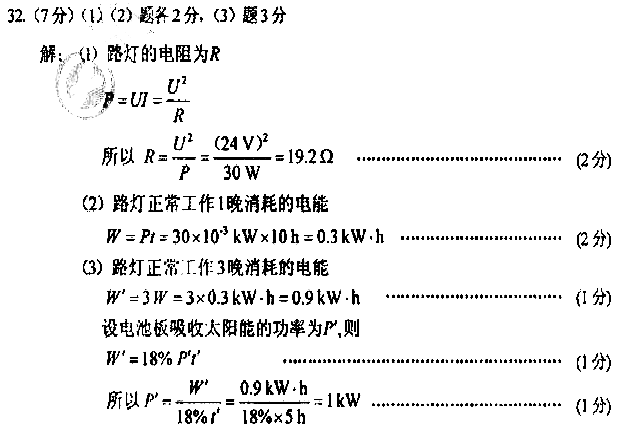 32.（7分）（1）（2）题各2分，（3）题3分
解：（1）路灯的电阻为R
P = UI = U²/R
所以 R = U²/P = (24 V)²/30 W = 19.2 Ω ……………………………… (2分)
（2）路灯正常工作1晚消耗的电能
W = Pt = 30×10⁻³ kW×10 h = 0.3 kW·h ……………………………… (2分)
（3）路灯正常工作3晚消耗的电能
W′ = 3W = 3×0.3 kW·h = 0.9 kW·h ……………………………… (1分)
设电池板吸收太阳能的功率为P′,则
W′ = 18% P′t′ ……………………………… (1分)
所以 P′ = W′/18% t′ = 0.9 kW·h/18%×5 h = 1 kW ……………………………… (1分)